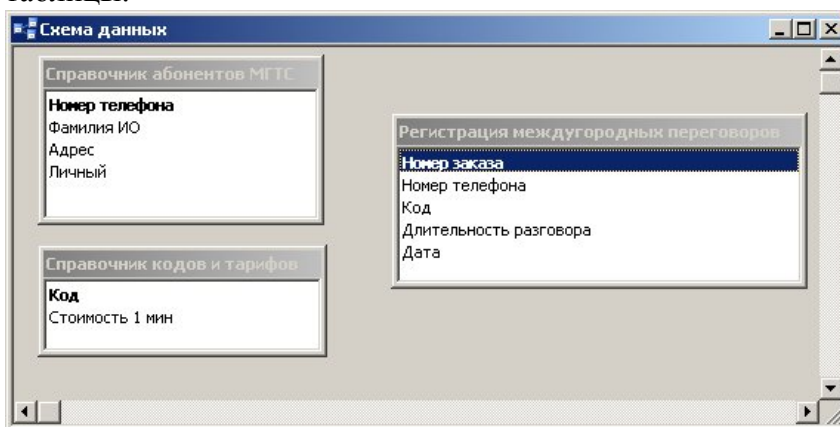 Схема данных
Справочник абонентов МГТС
Номер телефона
Фамилия ИО
Адрес
Личный
Справочник кодов и тарифов
Код
Стоимость 1 мин
Регистрация междугородных переговоров
Номер заказа
Номер телефона
Код
Длительность разговора
Дата